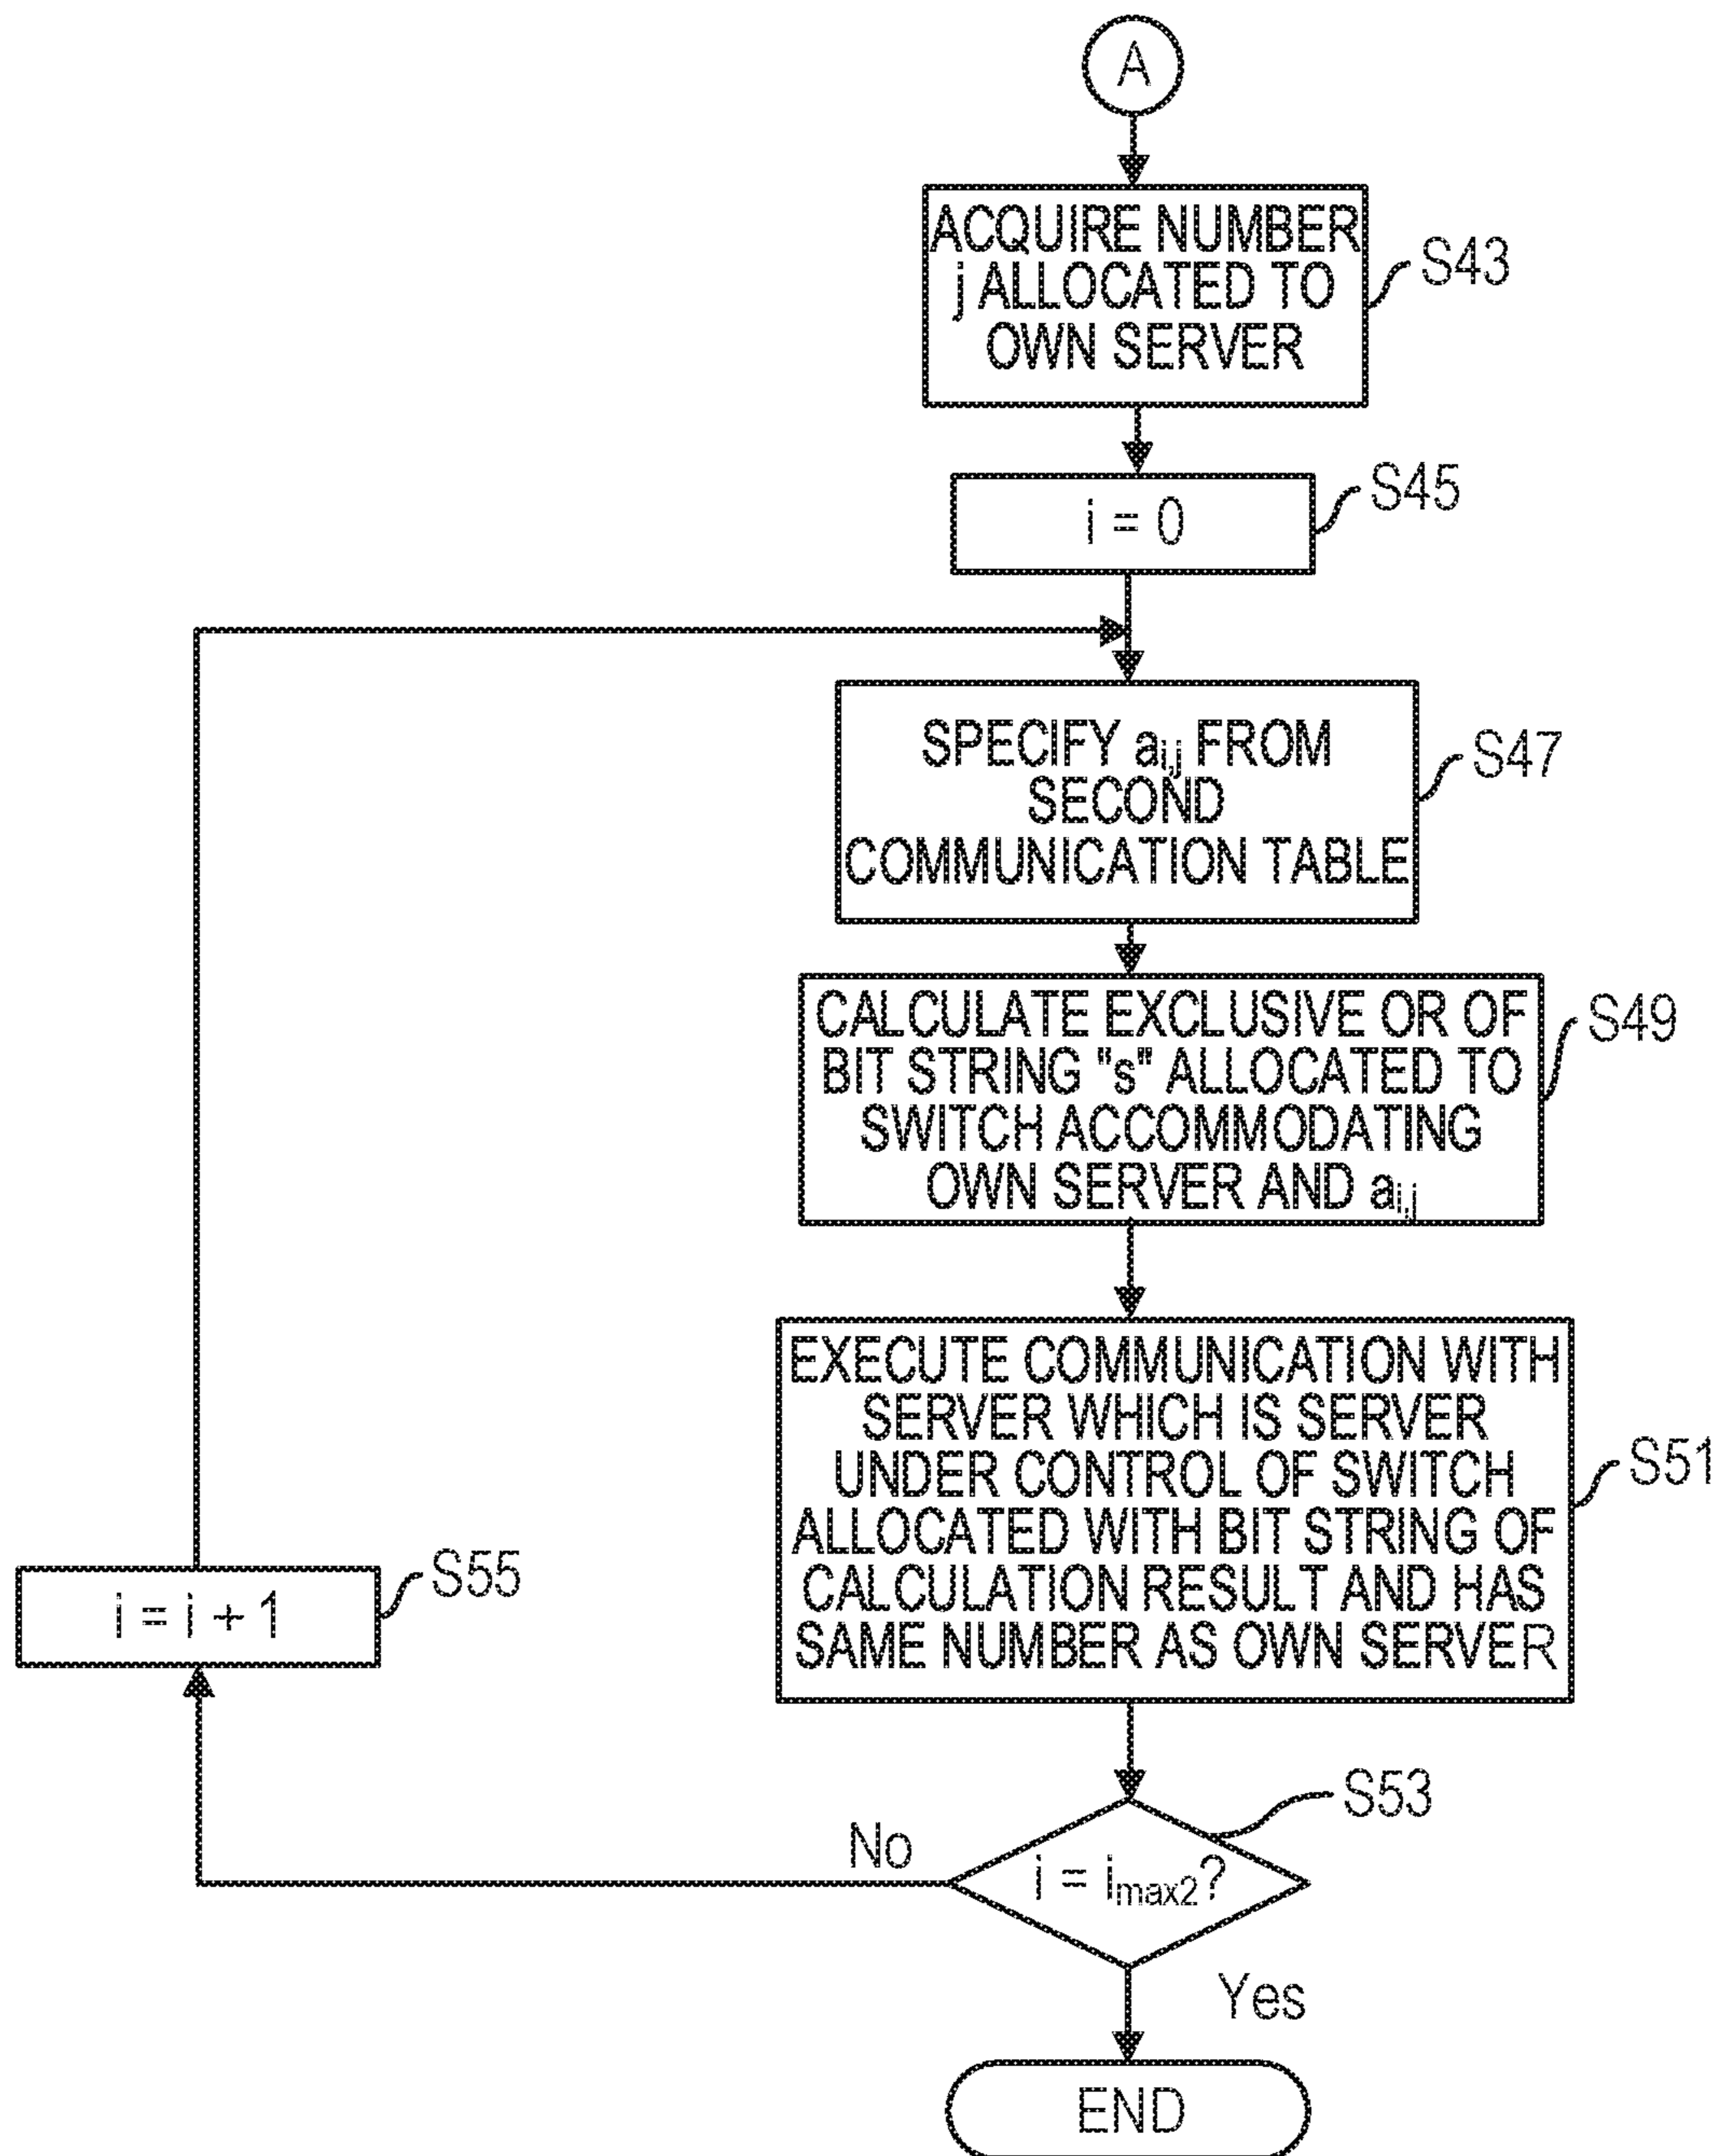 A
ACQUIRE NUMBER
j ALLOCATED TO
OWN SERVER
S43
i = 0
S45
SPECIFY ai,j FROM
SECOND
COMMUNICATION TABLE
S47
CALCULATE EXCLUSIVE OR OF
BIT STRING "s" ALLOCATED TO
SWITCH ACCOMMODATING
OWN SERVER AND ai,j
S49
EXECUTE COMMUNICATION WITH
SERVER WHICH IS SERVER
UNDER CONTROL OF SWITCH
ALLOCATED WITH BIT STRING OF
CALCULATION RESULT AND HAS
SAME NUMBER AS OWN SERVER
S51
i = i + 1
S55
i = imax2?
S53
No
Yes
END